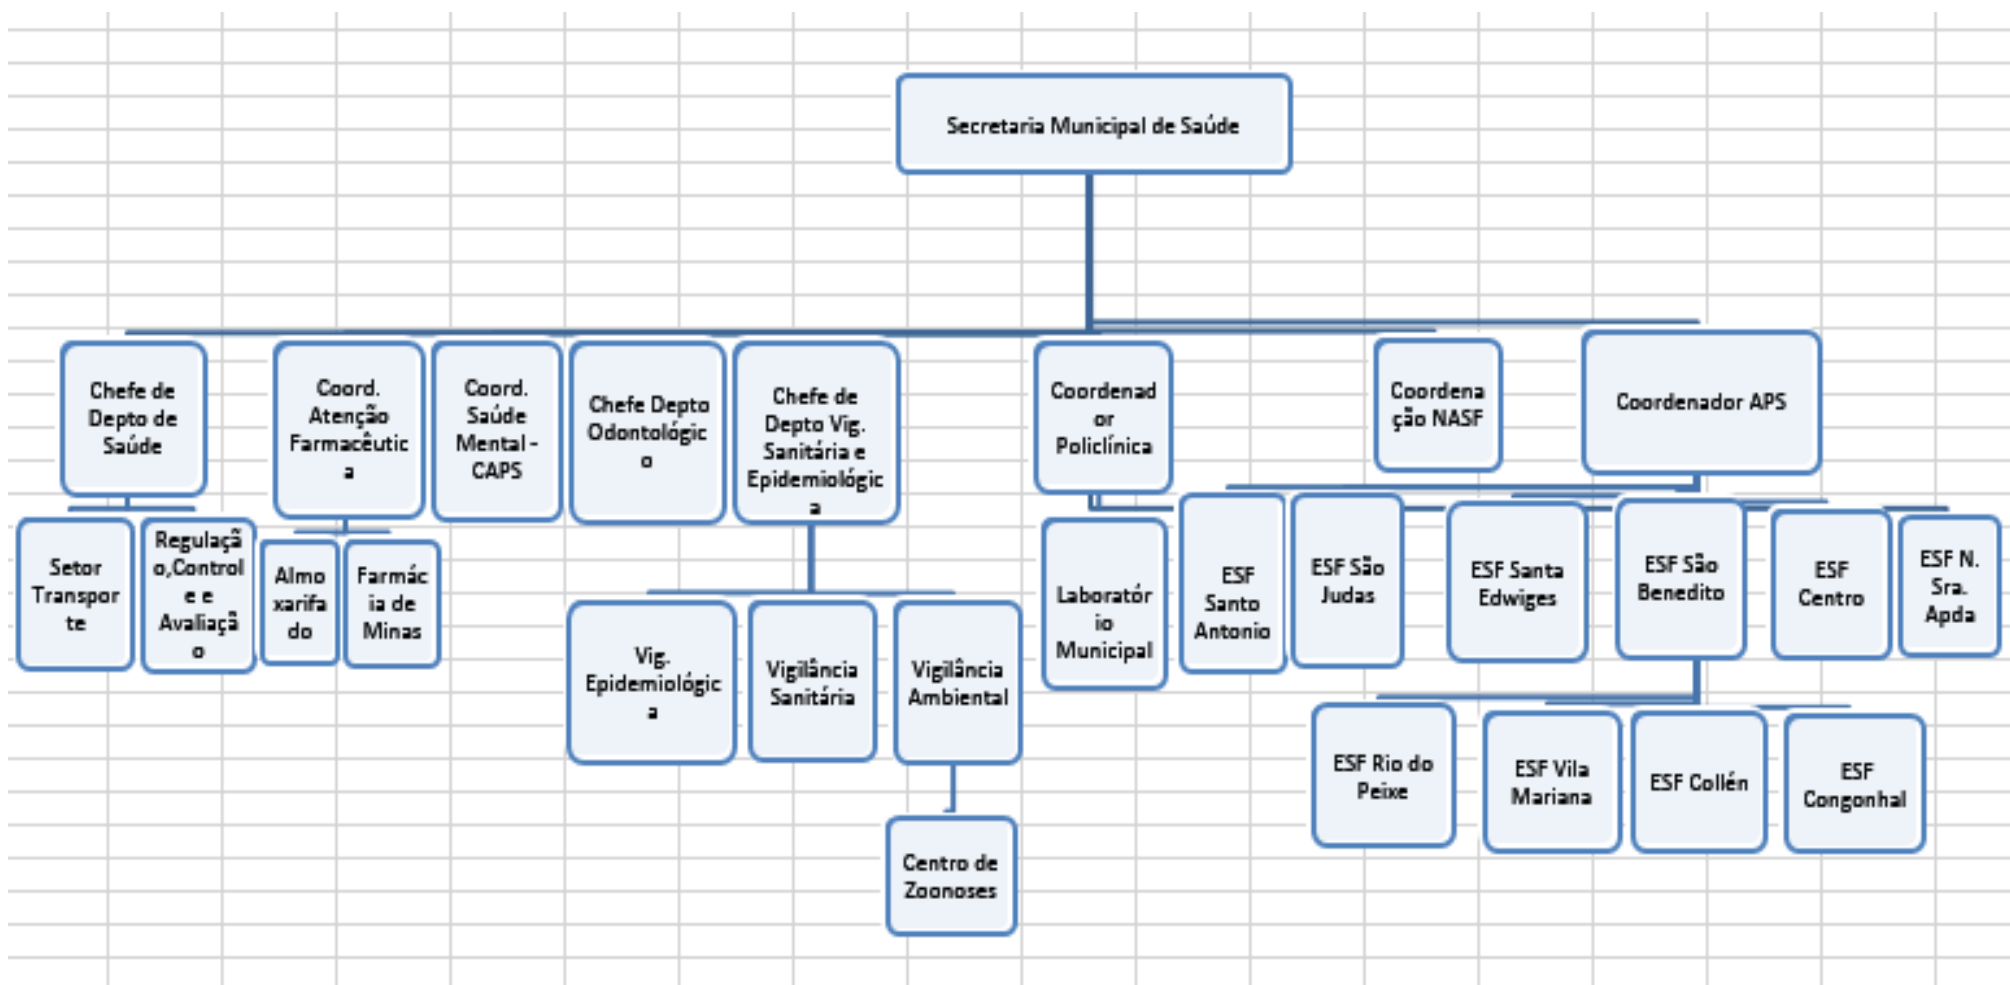 Secretaria Municipal de Saúde
Chefe de
Depto de
Saúde
Coord.
Atenção
Farmacêutic
a
Coord.
Saúde
Mental -
CAPS
Chefe Depto
Odontológic
o
Chefe de
Depto Vig.
Sanitária e
Epidemiológic
a
Coordenad
or
Policlínica
Coordena
ção NASF
Coordenador APS
Setor
Transpor
te
Regulaçã
o,Control
e e
Avaliaçã
o
Almo
xarifa
do
Farmác
ia de
Minas
Vig.
Epidemiológic
a
Vigilância
Sanitária
Vigilância
Ambiental
Centro de
Zoonoses
Laboratór
io
Municipal
ESF
Santo
Antonio
ESF São
Judas
ESF Santa
Edwiges
ESF São
Benedito
ESF
Centro
ESF N.
Sra.
Apda
ESF Rio do
Peixe
ESF Vila
Mariana
ESF Collén
ESF
Congonhal